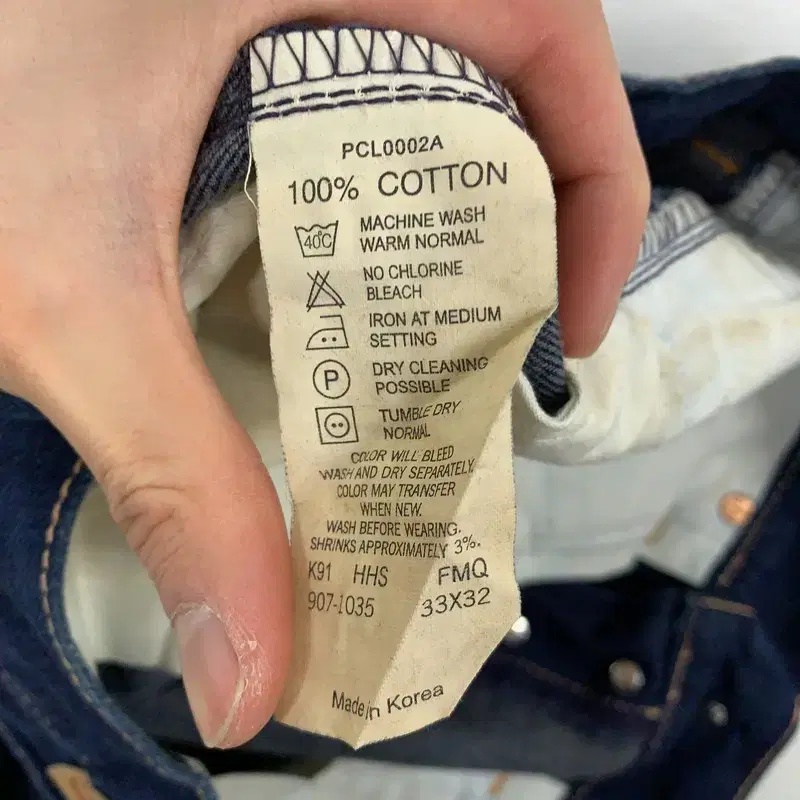 PCL0002A
100% COTTON
40C
MACHINE WASH
WARM NORMAL
NO CHLORINE
BLEACH
IRON AT MEDIUM
SETTING
P
DRY CLEANING
POSSIBLE
TUMBLE DRY
NORMAL
COLOR WILL BLEED
WASH AND DRY SEPARATELY.
COLOR MAY TRANSFER
WHEN NEW.
WASH BEFORE WEARING.
SHRINKS APPROXIMATELY 3%.
K91 HHS FMQ
907-1035 33X32
Made in Korea